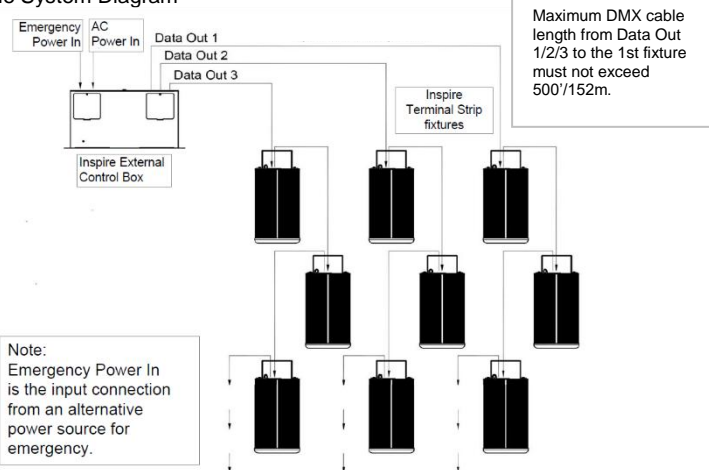 System Diagram
Maximum DMX cable
length from Data Out
1/2/3 to the 1st fixture
must not exceed
500'/152m.
Emergency
Power In
AC
Power In
Data Out 1
Data Out 2
Data Out 3
Inspire
Terminal Strip
fixtures
Inspire External
Control Box
Note:
Emergency Power In
is the input connection
from an alternative
power source for
emergency.